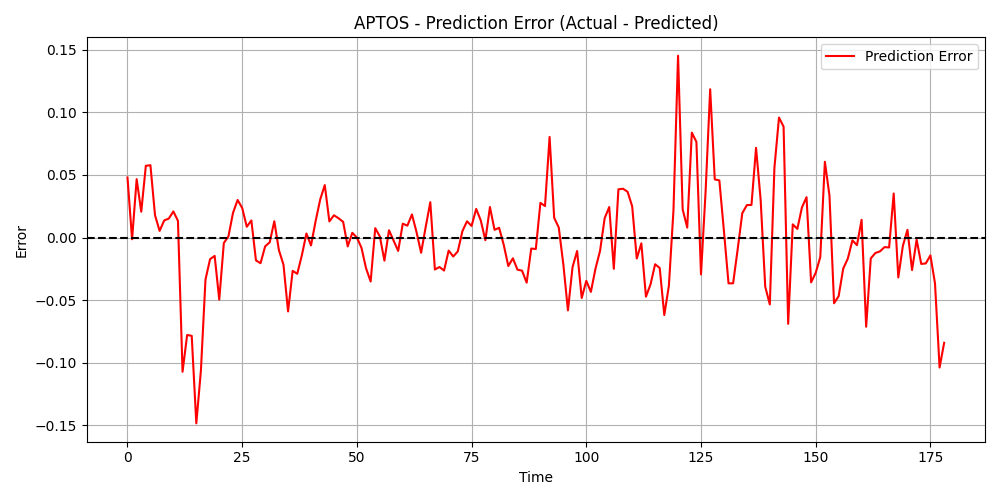 APTOS - Prediction Error (Actual - Predicted)
Prediction Error
0.15
0.10
0.05
0.00
−0.05
−0.10
−0.15
Error
0 25 50 75 100 125 150 175
Time